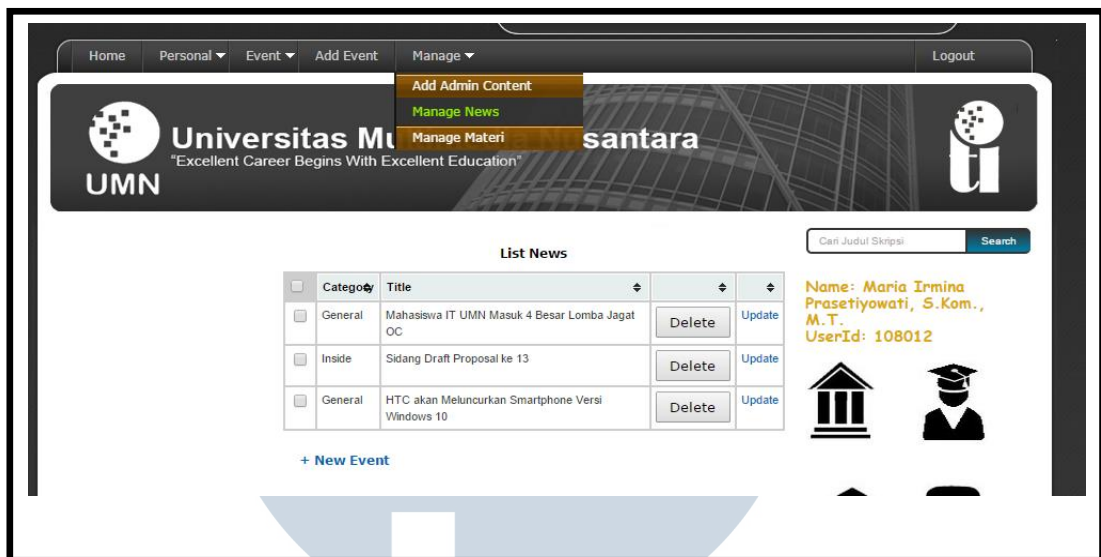 Home Personal Event Add Event Manage Logout
Add Admin Content
Manage News
Manage Materi
Universitas Mu santara
"Excellent Career Begins With Excellent Education"
UMN
ti
List News
Cari Judul Skripsi. Search
Category Title
General Mahasiswa IT UMN Masuk 4 Besar Lomba Jagat OC Delete Update
Inside Sidang Draft Proposal ke 13 Delete Update
General HTC akan Meluncurkan Smartphone Versi Windows 10 Delete Update
+ New Event
Name: Maria Irmina
Prasetiyowati, S.Kom.,
M.T.
UserId: 108012